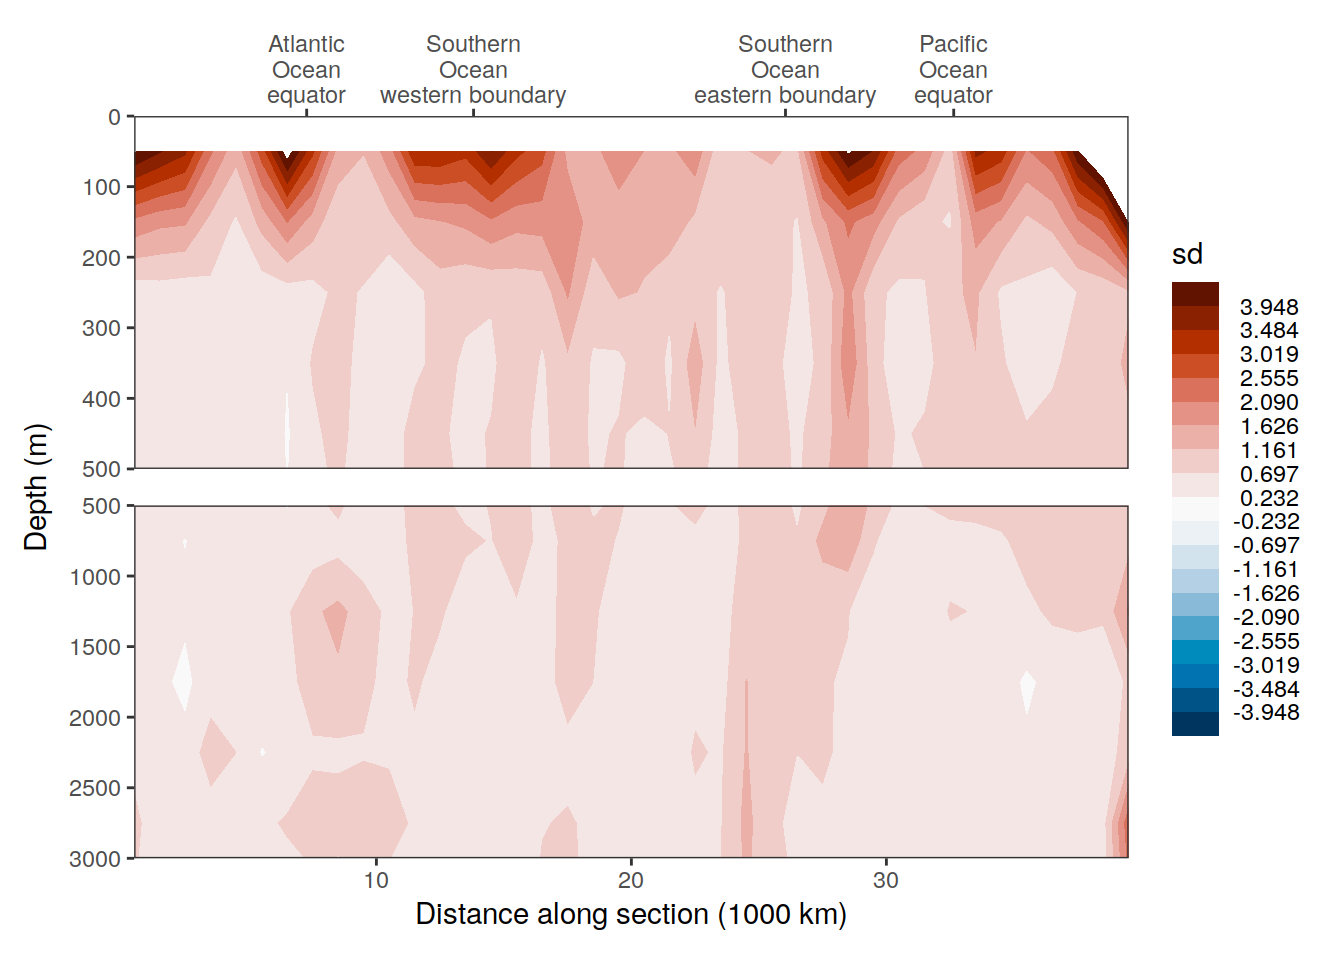 Atlantic
Ocean
equator
Southern
Ocean
western boundary
Southern
Ocean
eastern boundary
Pacific
Ocean
equator
0
100
200
300
400
500
500
1000
1500
2000
2500
3000
Depth (m)
10
20
30
Distance along section (1000 km)
sd
3.948
3.484
3.019
2.555
2.090
1.626
1.161
0.697
0.232
-0.232
-0.697
-1.161
-1.626
-2.090
-2.555
-3.019
-3.484
-3.948